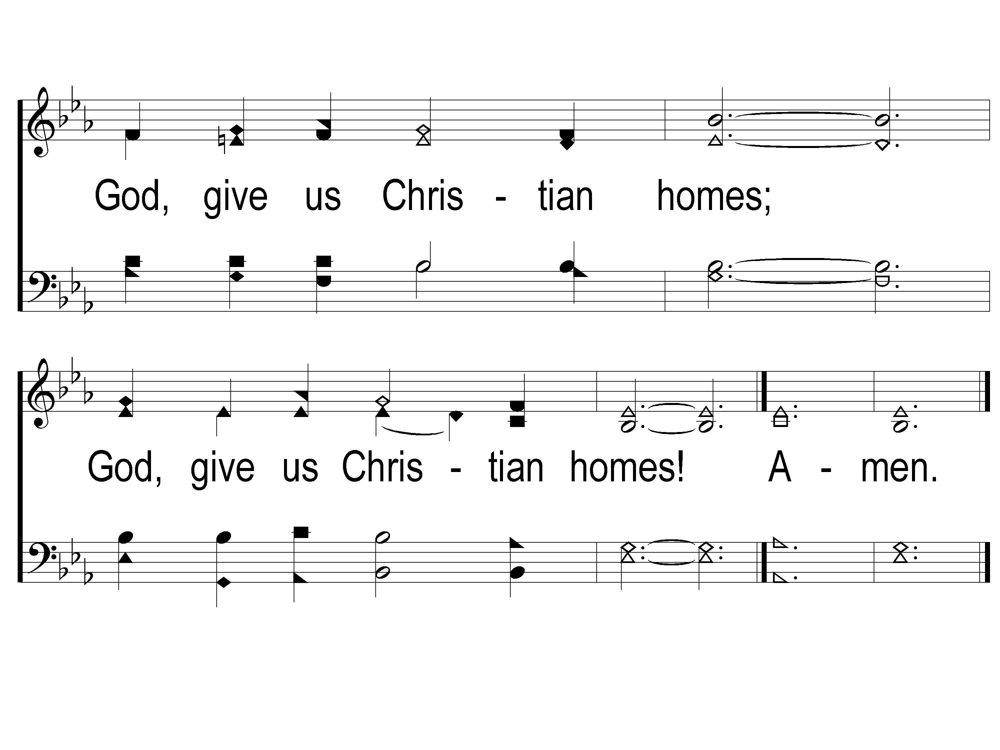 God, give us Chris - tian homes;
God, give us Chris - tian homes! A - men.